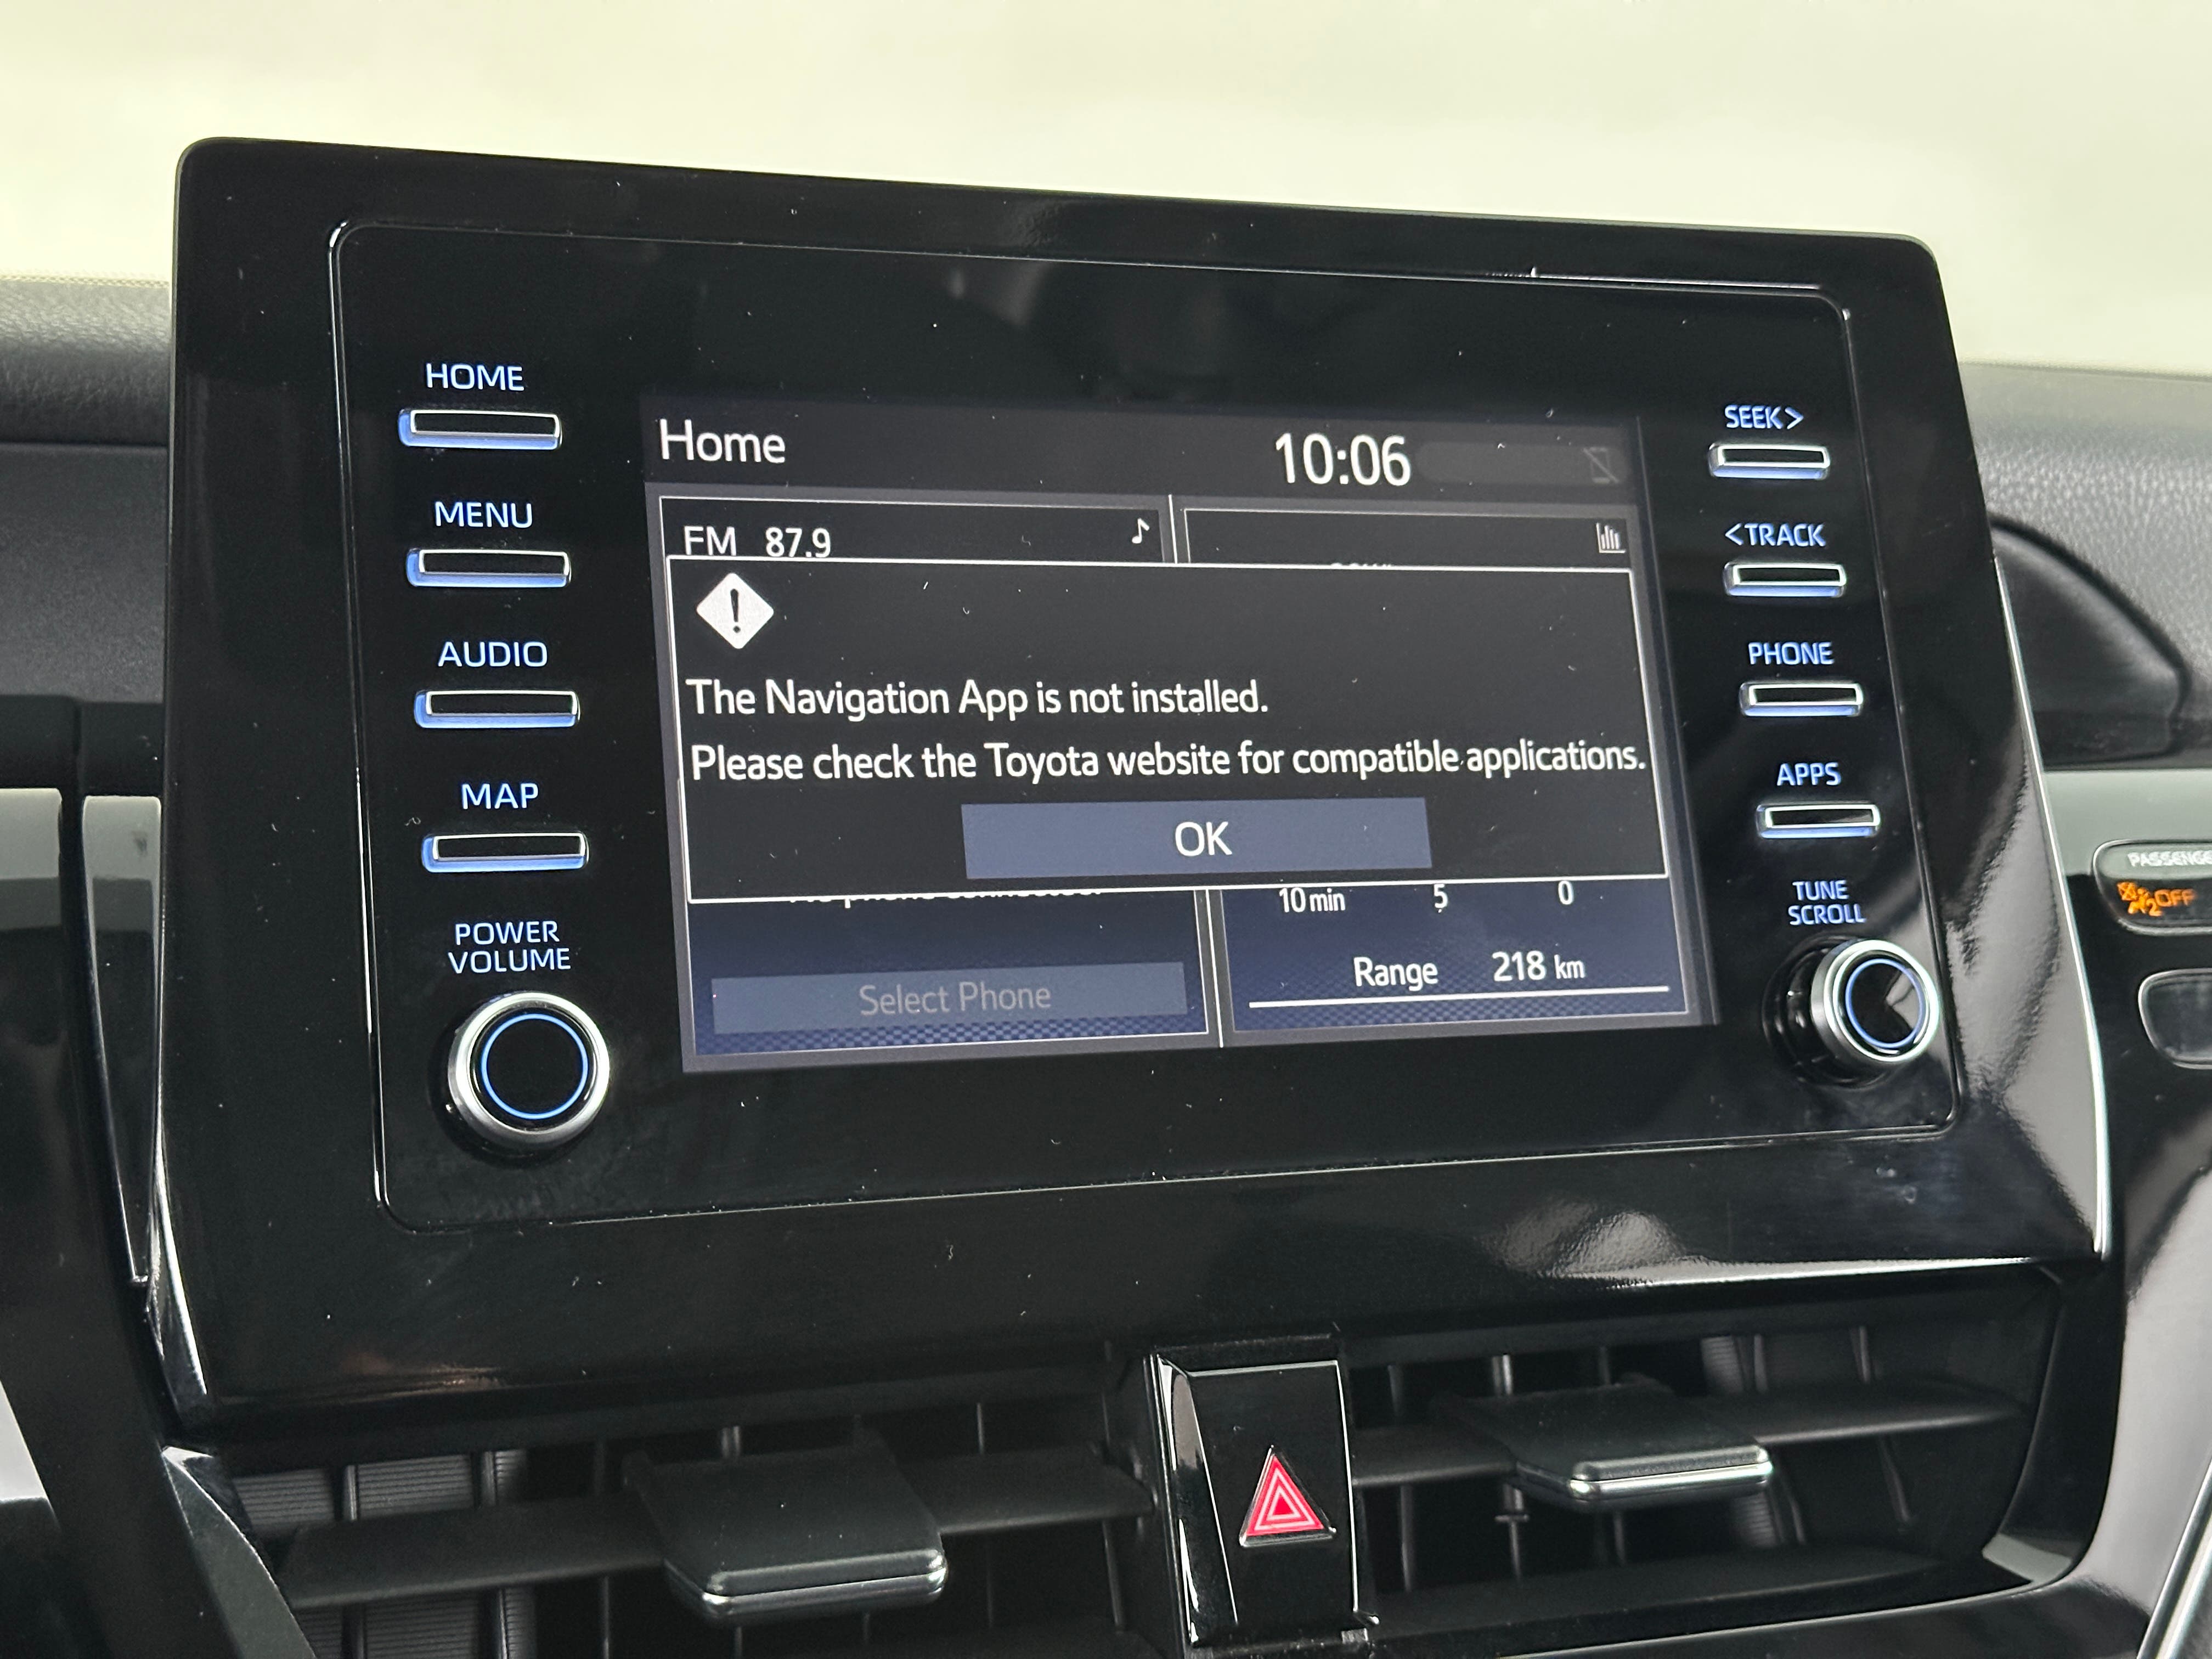 HOME
MENU
AUDIO
MAP
POWER
VOLUME
Home
10:06
FM 87.9
!
The Navigation App is not installed.
Please check the Toyota website for compatible applications.
OK
10 min 5 0
Range 218 km
Select Phone
SEEK>
<TRACK
PHONE
APPS
TUNE
SCROLL
OFF